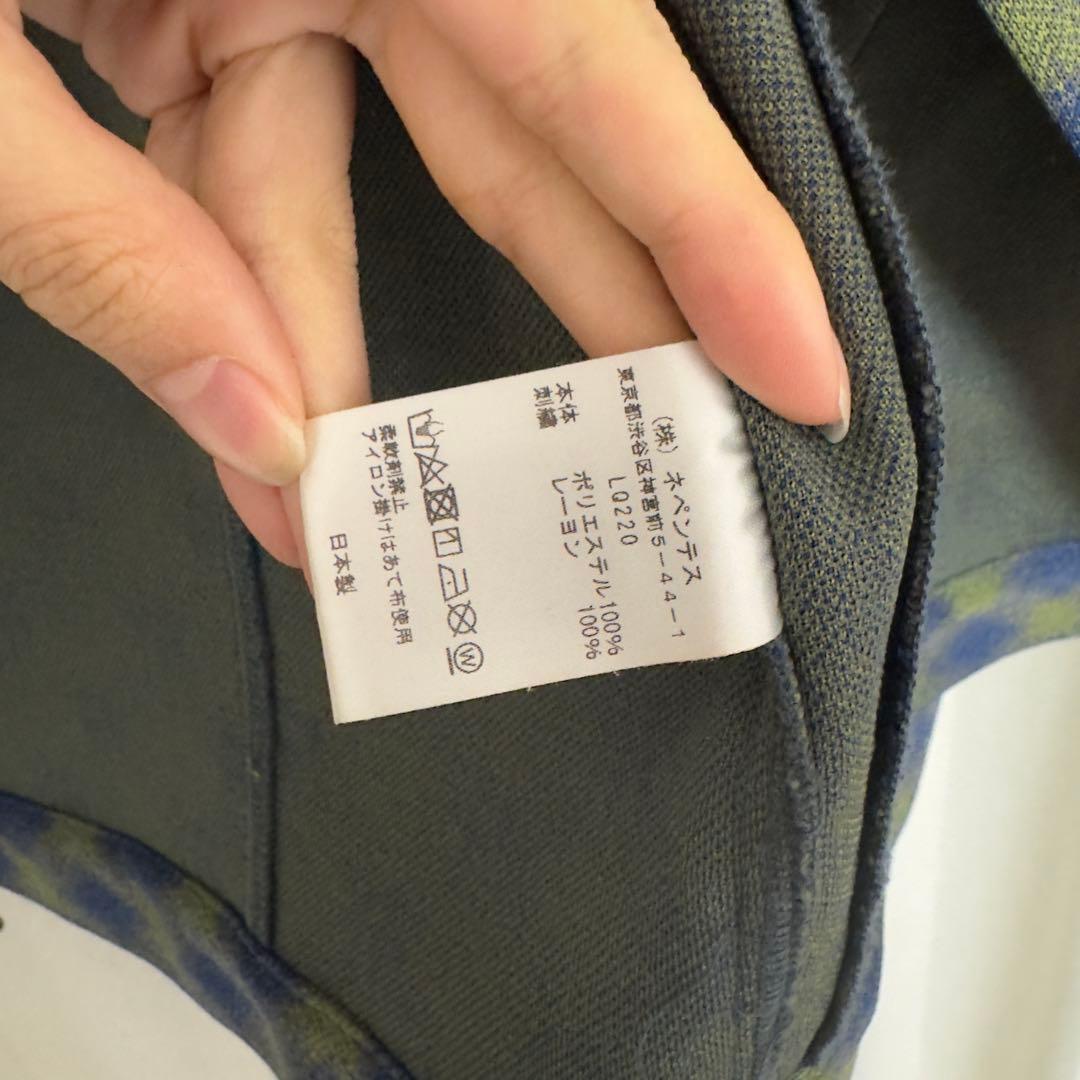 (株) ネペンテス
東京都渋谷区神宮前5-44-1
LQ220
本体 ポリエステル100%
刺繍 レーヨン 100%
W
柔軟剤禁止
アイロン掛けはあて布使用
日本製